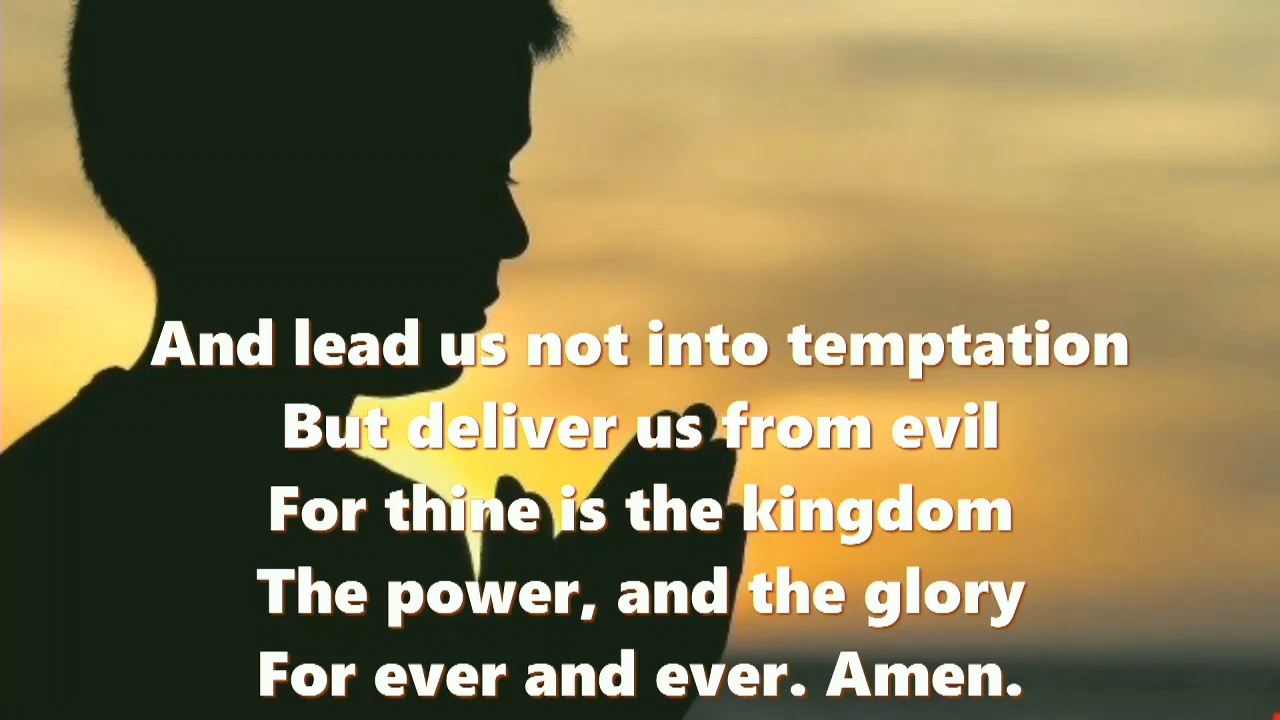 And lead us not into temptation
But deliver us from evil
For thine is the kingdom
The power, and the glory
For ever and ever. Amen.